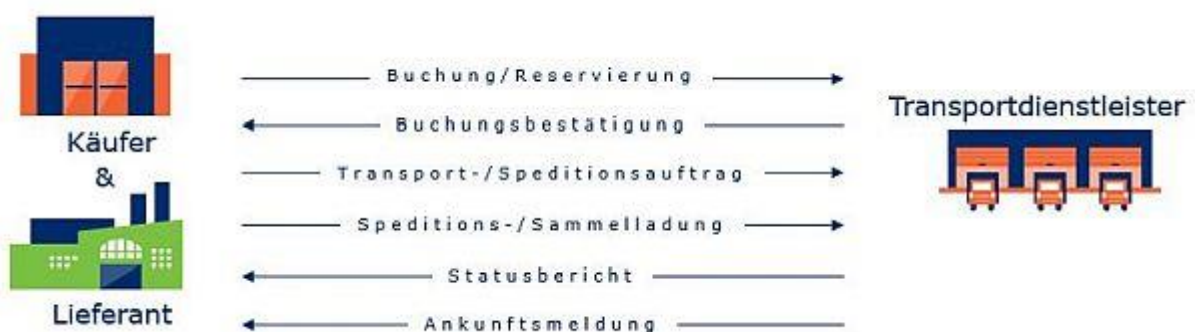 Käufer
&
Lieferant
Buchung/Reservierung
Buchungsbestätigung
Transport-/Speditionsauftrag
Speditions-/Sammelladung
Statusbericht
Ankunftsmeldung
Transportdienstleister